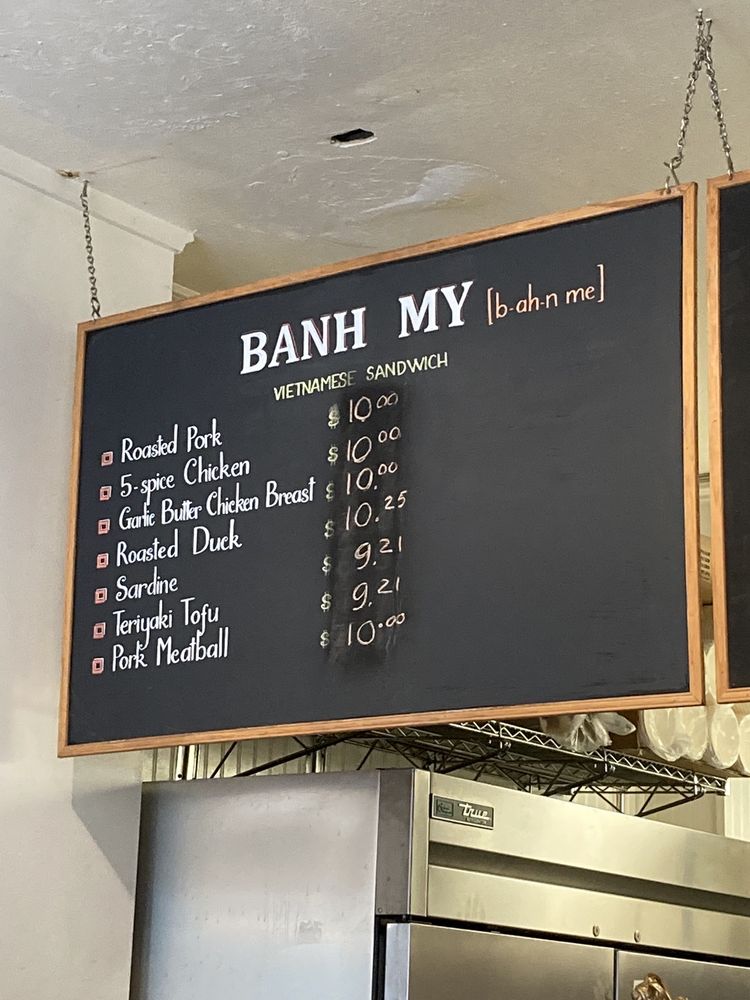 BANH MY [b-ah-n me]
VIETNAMESE SANDWICH
Roasted Pork $10.00
5-spice Chicken $10.00
Garlic Butter Chicken Breast $10.00
Roasted Duck $10.25
Sardine $9.21
Teriyaki Tofu $9.21
Pork Meatball $10.00
true